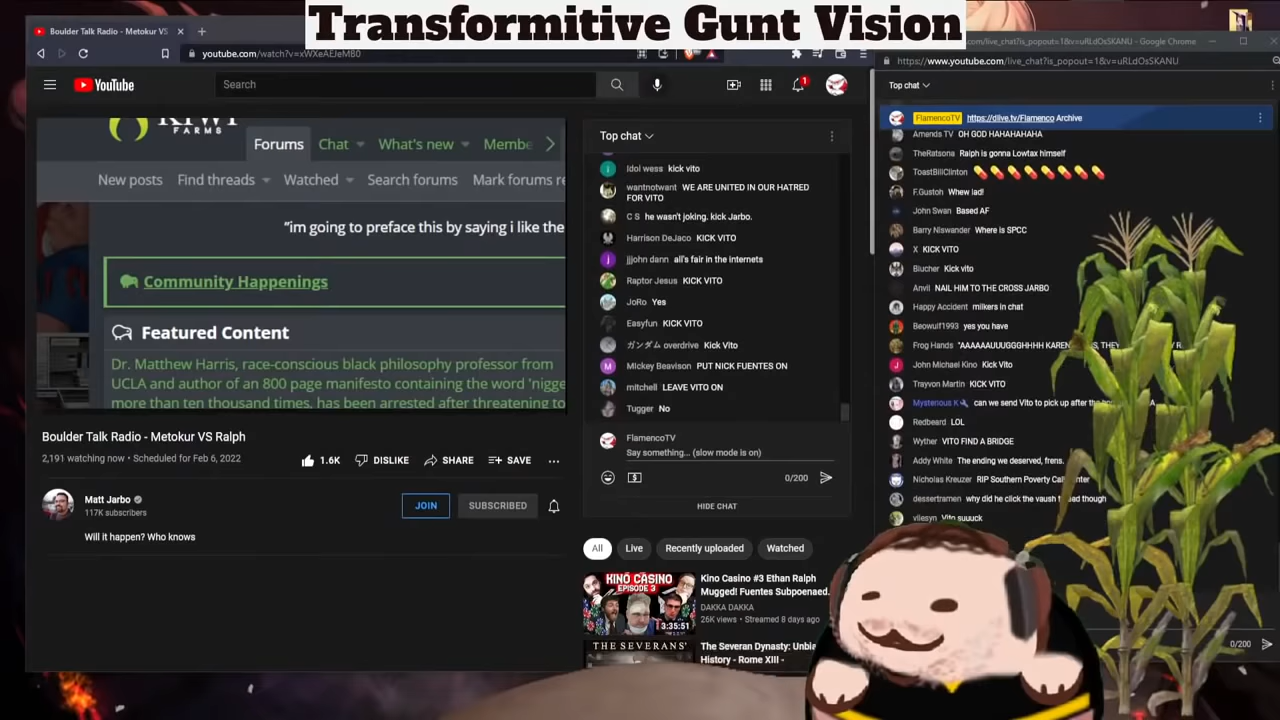 Transformitive Gunt Vision
Boulder Talk Radio - Metokur VS
youtube.com/watch?v=xWXeAEJeM80
YouTube
Search
1
KIWI
FARMS
Forums
Chat
What's new
Membe
New posts
Find threads
Watched
Search forums
Mark forums re
"im going to preface this by saying i like the
Community Happenings
Featured Content
Dr. Matthew Harris, race-conscious black philosophy professor from
UCLA and author of an 800 page manifesto containing the word 'nigge
more than ten thousand times, has been arrested after threatening to
Boulder Talk Radio - Metokur VS Ralph
2,191 watching now • Scheduled for Feb 6, 2022
1.6K
DISLIKE
SHARE
SAVE
Matt Jarbo
117K subscribers
JOIN
SUBSCRIBED
Will it happen? Who knows
Top chat
Idol wess kick vito
wantnotwant WE ARE UNITED IN OUR HATRED
FOR VITO
C S he wasn't joking. kick Jarbo.
Harrison DeJaco KICK VITO
jjjohn dann all's fair in the internets
Raptor Jesus KICK VITO
JoRo Yes
Easyfun KICK VITO
ガンダム overdrive Kick Vito
Mickey Beavison PUT NICK FUENTES ON
mitchell LEAVE VITO ON
Tugger No
FlamencoTV
Say something... (slow mode is on)
0/200
HIDE CHAT
All
Live
Recently uploaded
Watched
KINO CASINO
EPISODE 3
3:35:51
Kino Casino #3 Ethan Ralph
Mugged! Fuentes Subpoenaed
DAKKA DAKKA
26K views • Streamed 8 days ago
THE SEVERANS'
The Severan Dynasty: Unbia
History - Rome XIII -
.com/live_chat?is_popout=1&v=uRLdOsSKANU - Google Chrome
https://www.youtube.com/live_chat?is_popout=1&v=uRLdOsSKANU
Top chat
FlamencoTV https://dlive.tv/Flamenco Archive
Amends TV OH GOD HAHAHAHA
TheRatsona Ralph is gonna Lowtax himself
ToastBillClinton
F.Gustoh Whew lad!
John Swan Based AF
Barry Niswander Where is SPCC
X KICK VITO
Blucher Kick vito
Anvil NAIL HIM TO THE CROSS JARBO
Happy Accident milkers in chat
Beowulf1993 yes you have
Frog Hands "AAAAAAUUUGGGHHHH KAREN
John Michael Kino Kick Vito
Trayvon Martin KICK VITO
Mysterious K can we send Vito to pick up after the
Redbeard LOL
Wyther VITO FIND A BRIDGE
Addy White The ending we deserved, frens.
Nicholas Kreuzer RIP Southern Poverty Cal
dessertramen why did he click the vaush though
Vito suuuck
0/200